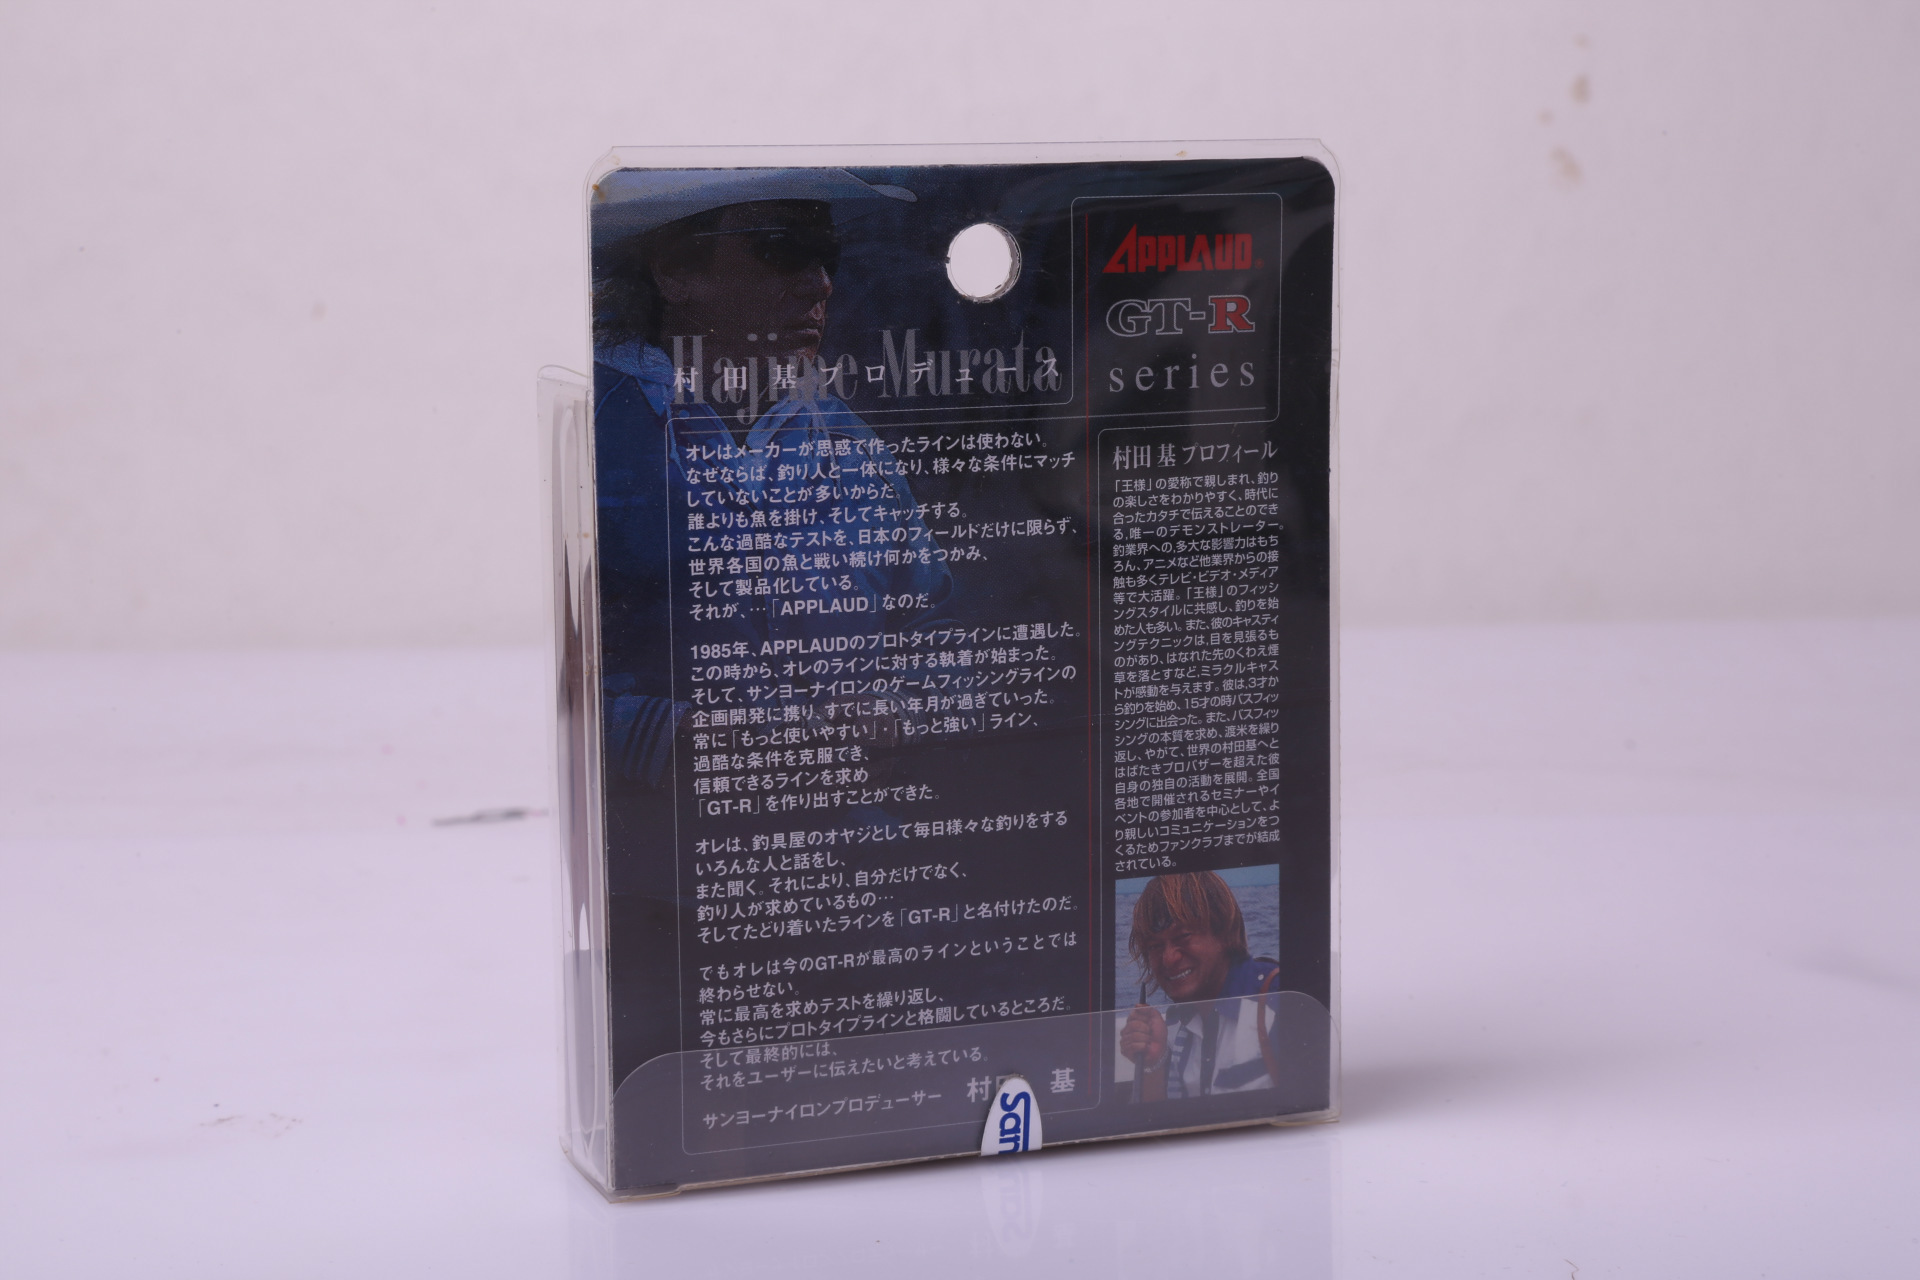 APPLAUD
GT-R
series
Hajime Murata
村田基プロデュース
オレはメーカーが思惑で作ったラインは使わない。
なぜならば、釣り人と一体になり、様々な条件にマッチ
していないことが多いからだ。
誰よりも魚を掛け、そしてキャッチする。
こんな過酷なテストを、日本のフィールドだけに限らず、
世界各国の魚と戦い続け何かをつかみ、
そして製品化している。
それが、…「APPLAUD」なのだ。
1985年、APPLAUDのプロトタイプラインに遭遇した。
この時から、オレのラインに対する執着が始まった。
そして、サンヨーナイロンのゲームフィッシングラインの
企画開発に携り、すでに長い年月が過ぎていった。
常に「もっと使いやすい」・「もっと強い」ライン、
過酷な条件を克服でき、
信頼できるラインを求め
「GT-R」を作り出すことができた。
オレは、釣具屋のオヤジとして毎日様々な釣りをする
いろんな人と話をし、
また聞く。それにより、自分だけでなく、
釣り人が求めているもの…
そしてたどり着いたラインを「GT-R」と名付けたのだ。
でもオレは今のGT-Rが最高のラインということでは
終わらせない。
常に最高を求めテストを繰り返し、
今もさらにプロトタイプラインと格闘しているところだ。
そして最終的には、
それをユーザーに伝えたいと考えている。
サンヨーナイロンプロデューサー 村 基
村田 基 プロフィール
「王様」の愛称で親しまれ、釣り
の楽しさをわかりやすく、時代に
合ったカタチで伝えることのでき
る、唯一のデモンストレーター。
釣業界への、多大な影響力はもち
ろん、アニメなど他業界からの接
触も多くテレビ・ビデオ・メディア
等で大活躍。「王様」のフィッシ
ングスタイルに共感し、釣りを始
めた人も多い。また、彼のキャスティ
ングテクニックは、目を見張るも
のがあり、はなれた先のくわえ煙
草を落とすなど、ミラクルキャス
トが感動を与えます。彼は、3才か
ら釣りを始め、15才の時バスフィッ
シングに出会った。また、バスフィッ
シングの本質を求め、渡米を繰り
返し、やがて、世界の村田基へと
はばたきプロバザーを超えた彼
自身の独自の活動を展開。全国
各地で開催されるセミナーやイ
ベントの参加者を中心として、よ
り親しいコミュニケーションをつ
くるためファンクラブまでが結成
されている。
San